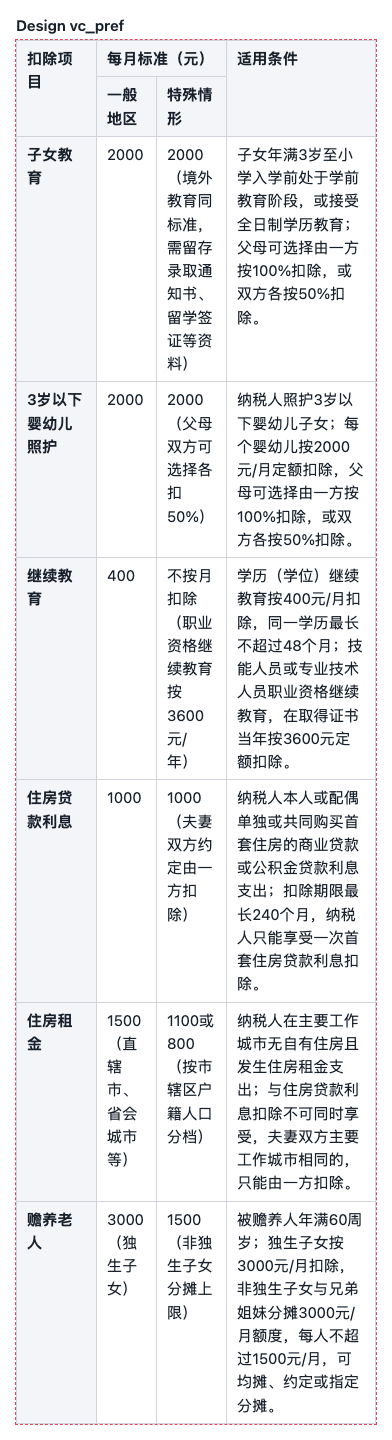 Design vc_pref
扣除项
目
每月标准（元）
适用条件
一般
地区
特殊情
形
子女教
育
2000
2000
（境外
教育同
标准，
需留存
录取通
知书、
留学签
证等资
料）
子女年满3岁至小
学入学前处于学前
教育阶段，或接受
全日制学历教育；
父母可选择由一方
按100%扣除，或
双方各按50%扣
除。
3岁以下
婴幼儿
照护
2000
2000
（父母
双方可
选择各
扣
50%）
纳税人照护3岁以
下婴幼儿子女；每
个婴幼儿按2000
元/月定额扣除，父
母可选择由一方按
100%扣除，或双
方各按50%扣除。
继续教
育
400
不按月
扣除
（职业
资格继
续教育
按
3600
元/
年）
学历（学位）继续
教育按400元/月扣
除，同一学历最长
不超过48个月；技
能人员或专业技术
人员职业资格继续
教育，在取得证书
当年按3600元定
额扣除。
住房贷
款利息
1000
1000
（夫妻
双方约
定由一
方扣
除）
纳税人本人或配偶
单独或共同购买首
套住房的商业贷款
或公积金贷款利息
支出；扣除期限最
长240个月，纳税
人只能享受一次首
套住房贷款利息扣
除。
住房租
金
1500
（直
辖
市、
省会
城市
等）
1100或
800
（按市
辖区户
籍人口
分档）
纳税人在主要工作
城市无自有住房且
发生住房租金支
出；与住房贷款利
息扣除不可同时享
受，夫妻双方主要
工作城市相同的，
只能由一方扣除。
赡养老
人
3000
（独
生子
女）
1500
（非独
生子女
分摊上
限）
被赡养人年满60周
岁；独生子女按
3000元/月扣除，
非独生子女与兄弟
姐妹分摊3000元/
月额度，每人不超
过1500元/月，可
均摊、约定或指定
分摊。